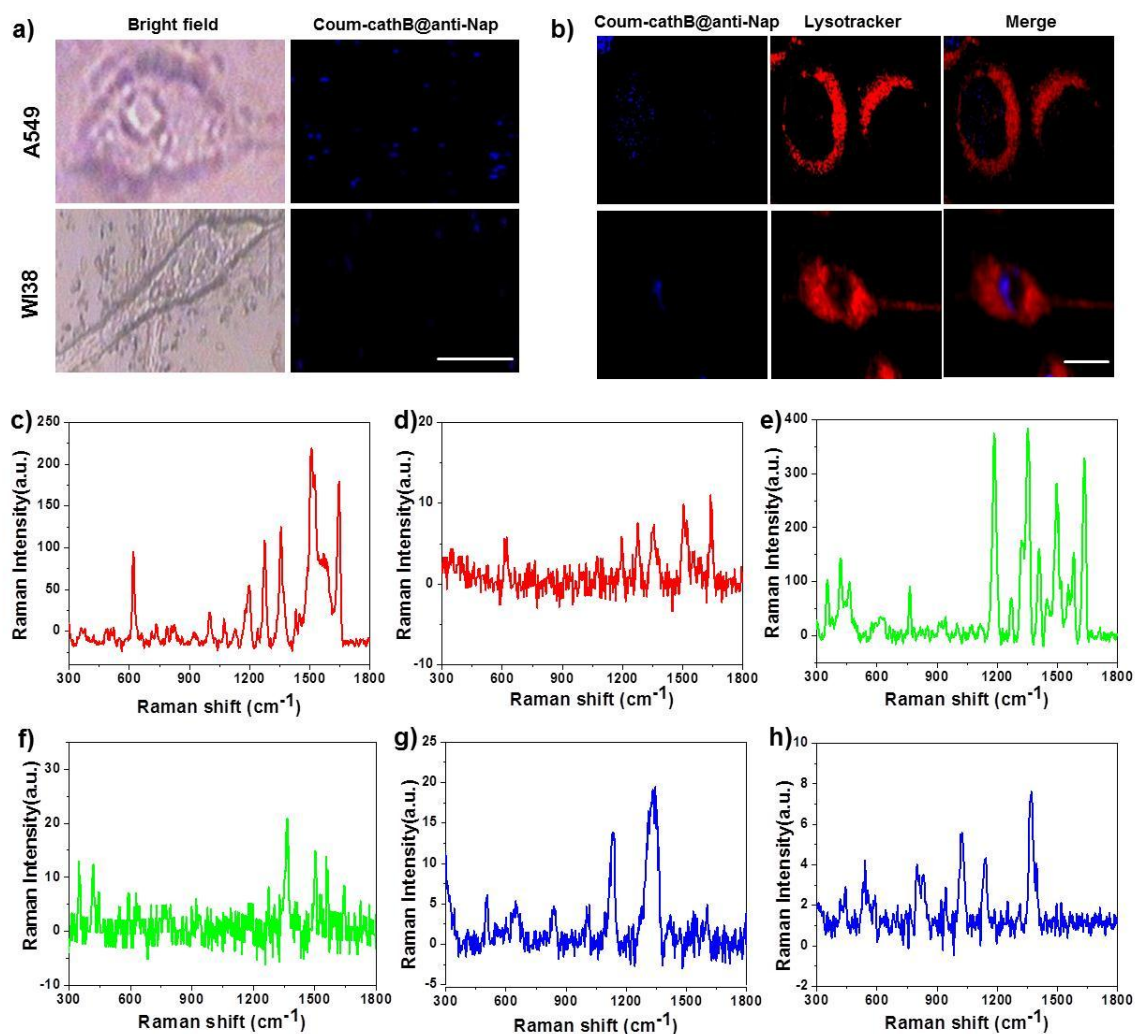 a)
Bright field
Coum-cathB@anti-Nap
A549
WI38
b)
Coum-cathB@anti-Nap
Lysotracker
Merge
c)
250
200
150
100
50
0
Raman Intensity(a.u.)
300 600 900 1200 1500 1800
Raman shift (cm-1)
d)
20
10
0
-10
Raman Intensity(a.u.)
300 600 900 1200 1500 1800
Raman shift (cm-1)
e)
400
300
200
100
0
Raman Intensity(a.u.)
300 600 900 1200 1500 1800
Raman shift (cm-1)
f)
30
20
10
0
-10
Raman Intensity(a.u.)
300 600 900 1200 1500 1800
Raman shift (cm-1)
g)
25
20
15
10
5
0
-5
Raman Intensity(a.u.)
300 600 900 1200 1500 1800
Raman shift (cm-1)
h)
10
8
6
4
2
0
-2
Raman Intensity(a.u.)
300 600 900 1200 1500 1800
Raman shift (cm-1)